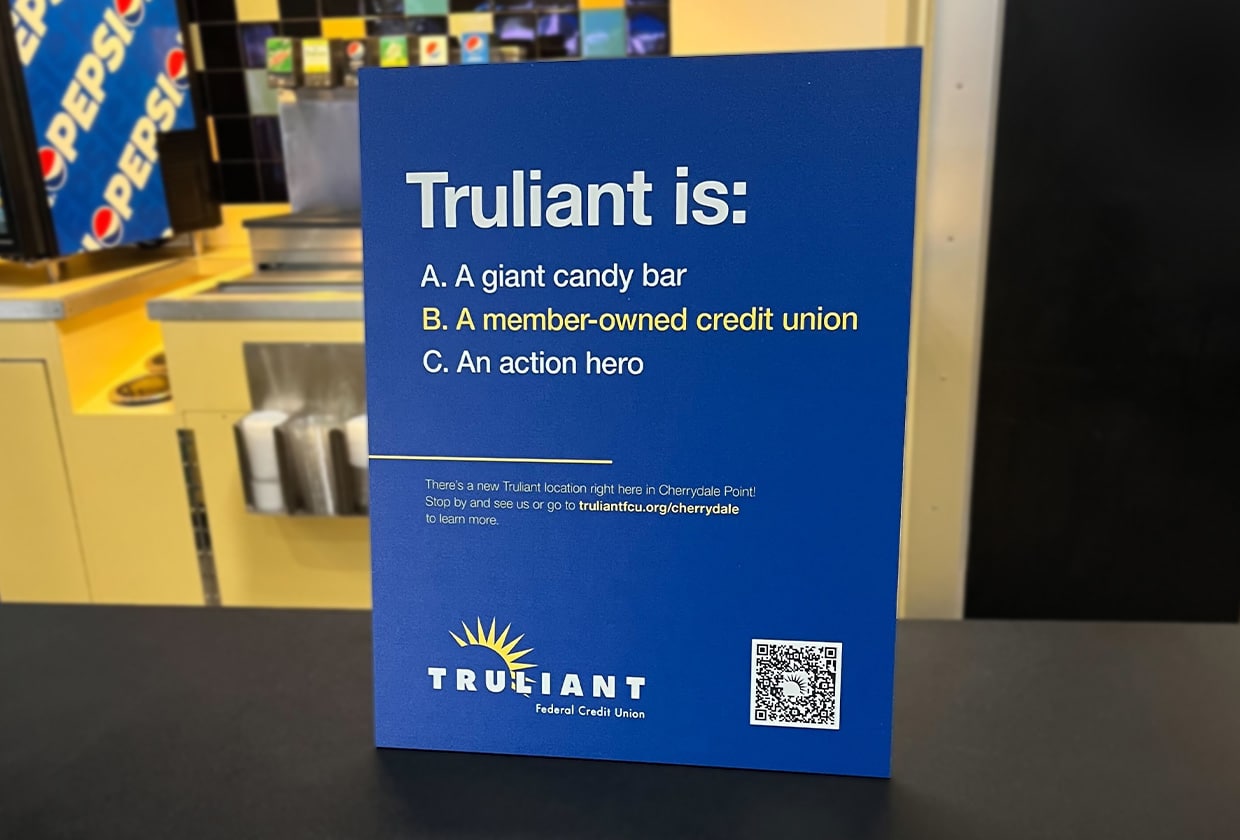 PEPSI
PEPSI
PEPSI
Truliant is:
A. A giant candy bar
B. A member-owned credit union
C. An action hero
There's a new Truliant location right here in Cherrydale Point!
Stop by and see us or go to truliantfcu.org/cherrydale
to learn more.
TRULIANT
Federal Credit Union